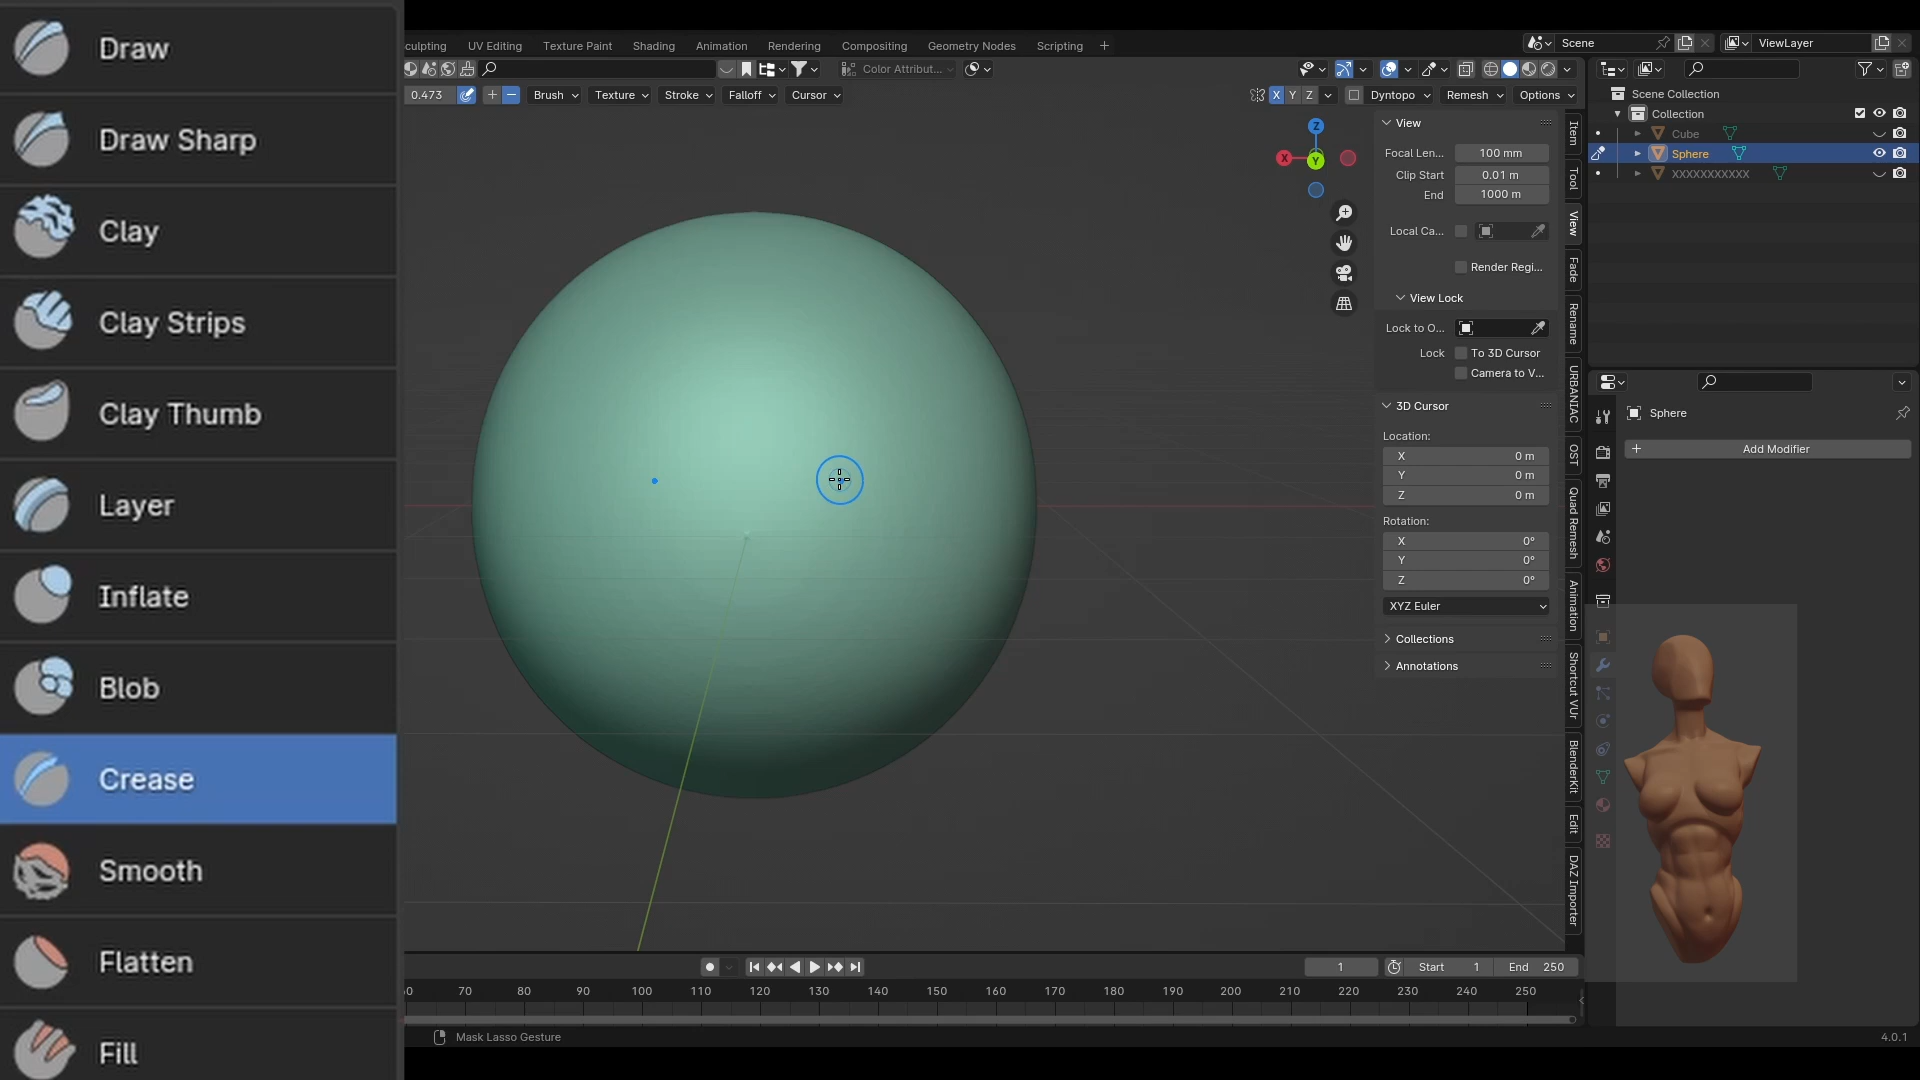 Draw
Draw Sharp
Clay
Clay Strips
Clay Thumb
Layer
Inflate
Blob
Crease
Smooth
Flatten
Fill
culpting UV Editing Texture Paint Shading Animation Rendering Compositing Geometry Nodes Scripting +
Color Attribut...
0.473 Brush Texture Stroke Falloff Cursor
X Y Z Dyntopo Remesh Options
Z
X
Y
View
Focal Len... 100 mm
Clip Start 0.01 m
End 1000 m
Local Ca...
Render Regi...
View Lock
Lock to O...
Lock To 3D Cursor
Camera to V...
3D Cursor
Location:
X 0 m
Y 0 m
Z 0 m
Rotation:
X 0°
Y 0°
Z 0°
XYZ Euler
Collections
Annotations
Item
Tool
View
Fade
Rename
URBANIAC
OST
Quad Remesh
Animation
Shortcut VUr
BlenderKit
Edit
DAZ Importer
Scene
ViewLayer
Scene Collection
Collection
Cube
Sphere
XXXXXXXXXXX
Sphere
Add Modifier
1 Start 1 End 250
60 70 80 90 100 110 120 130 140 150 160 170 180 190 200 210 220 230 240 250
Mask Lasso Gesture
4.0.1